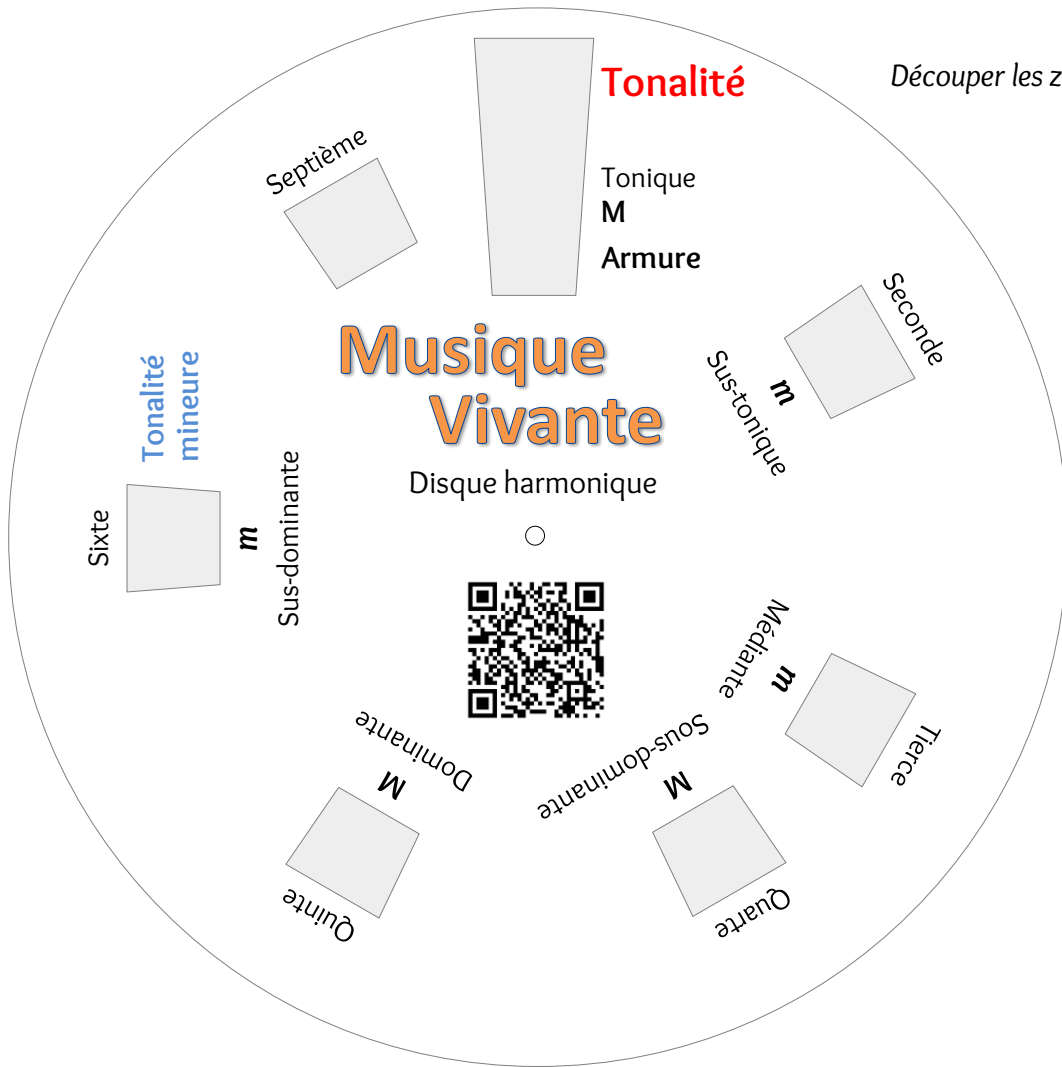 Tonalité
Découper les z
Septième
Tonique
M
Armure
Seconde
Musique
Vivante
Sus-tonique
m
Tonalité
mineure
Disque harmonique
Sixte
m
Sus-dominante
Médiante
m
Tierce
Sous-dominante
M
Quarte
Dominante
M
Quinte